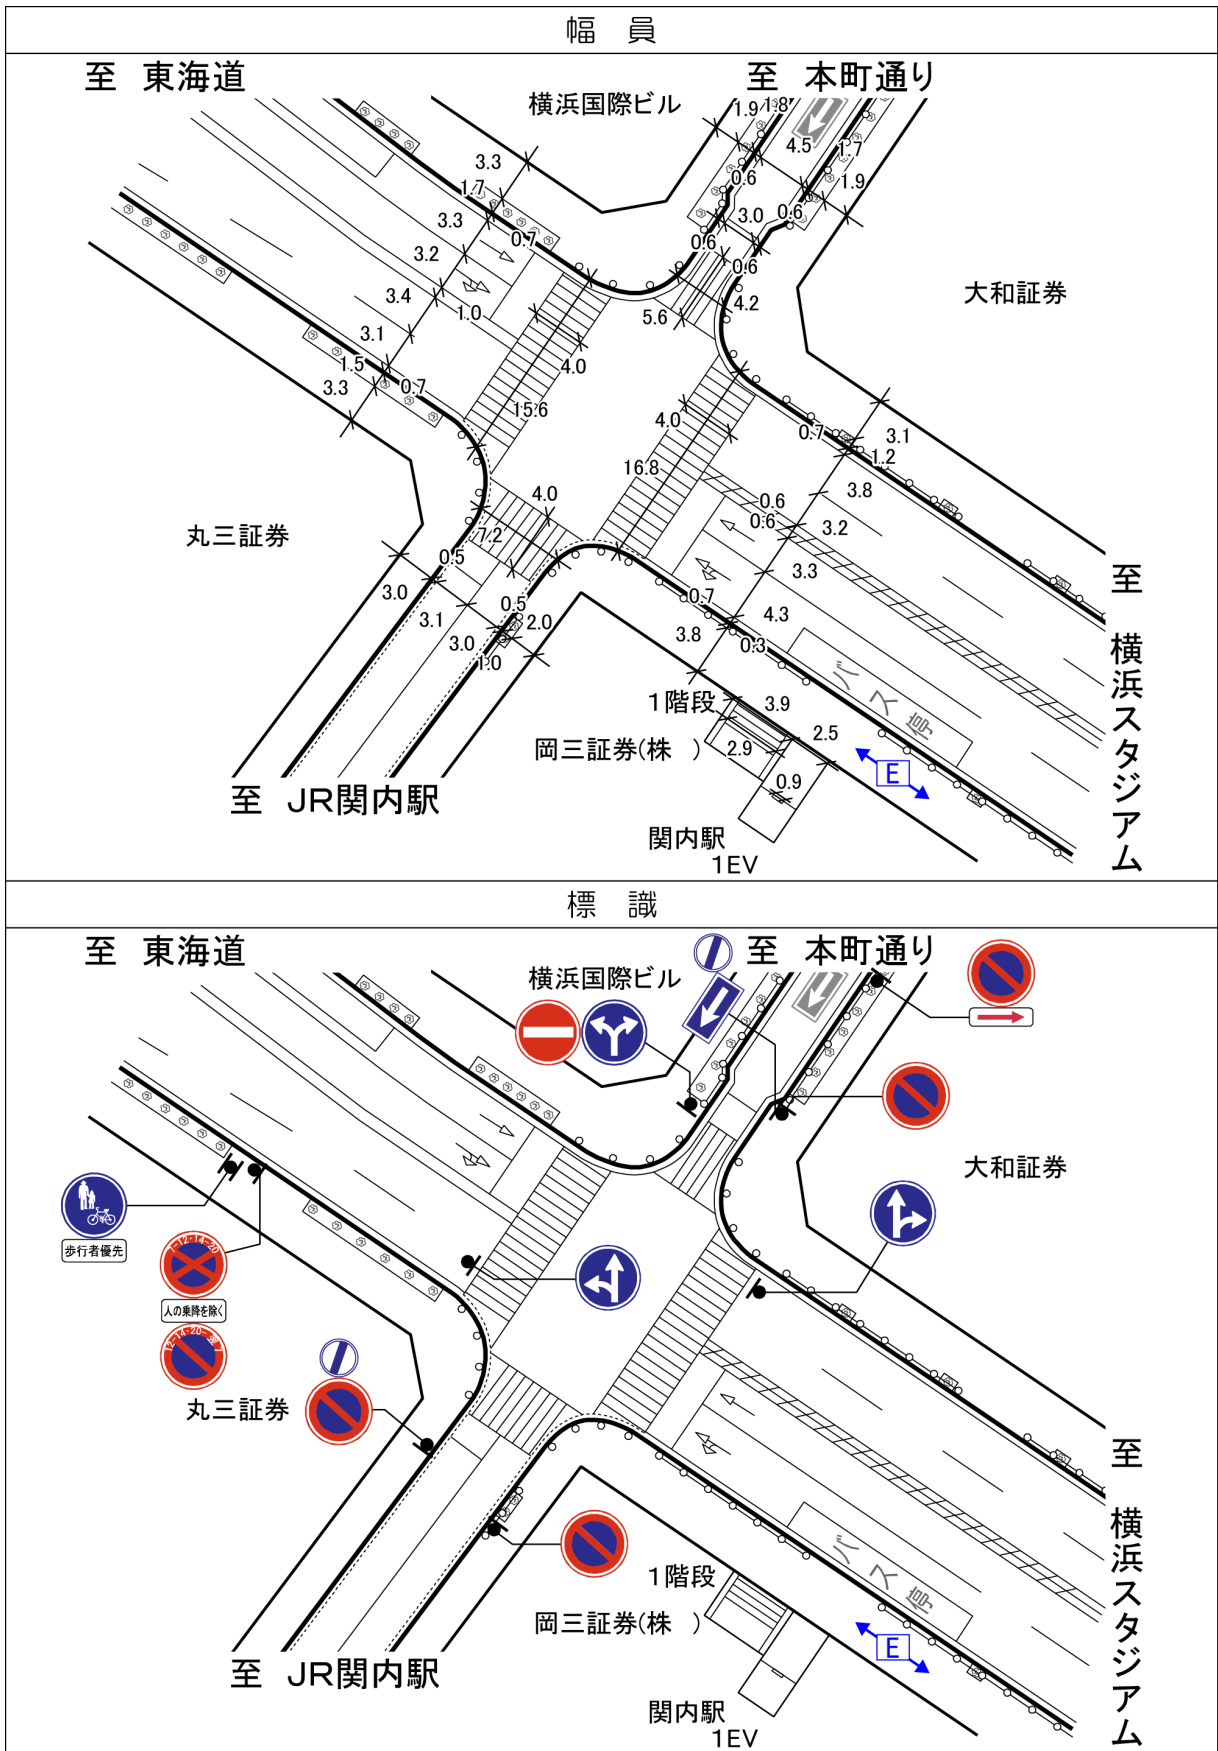 幅 員
至 東海道
至 本町通り
横浜国際ビル
1.9
1.8
4.5
1.7
1.9
3.3
1.7
3.3
0.7
3.2
3.4
1.0
3.1
1.5
0.7
3.3
0.6
3.0
0.6
0.6
0.6
4.2
5.6
4.0
15.6
4.0
16.8
大和証券
0.7
3.1
1.2
3.8
0.6
0.6
3.2
3.3
4.3
0.7
3.8
0.3
丸三証券
4.0
7.2
0.5
3.0
3.1
0.5
3.0
2.0
1.0
1階段
3.9
2.5
2.9
0.9
岡三証券(株 )
バス停
E
至 JR関内駅
関内駅
1EV
至 横浜スタジアム
標 識
至 東海道
至 本町通り
横浜国際ビル
大和証券
歩行者優先
7-12・14-20
人の乗降を除く
丸三証券
1階段
岡三証券(株 )
バス停
E
至 JR関内駅
関内駅
1EV
至 横浜スタジアム